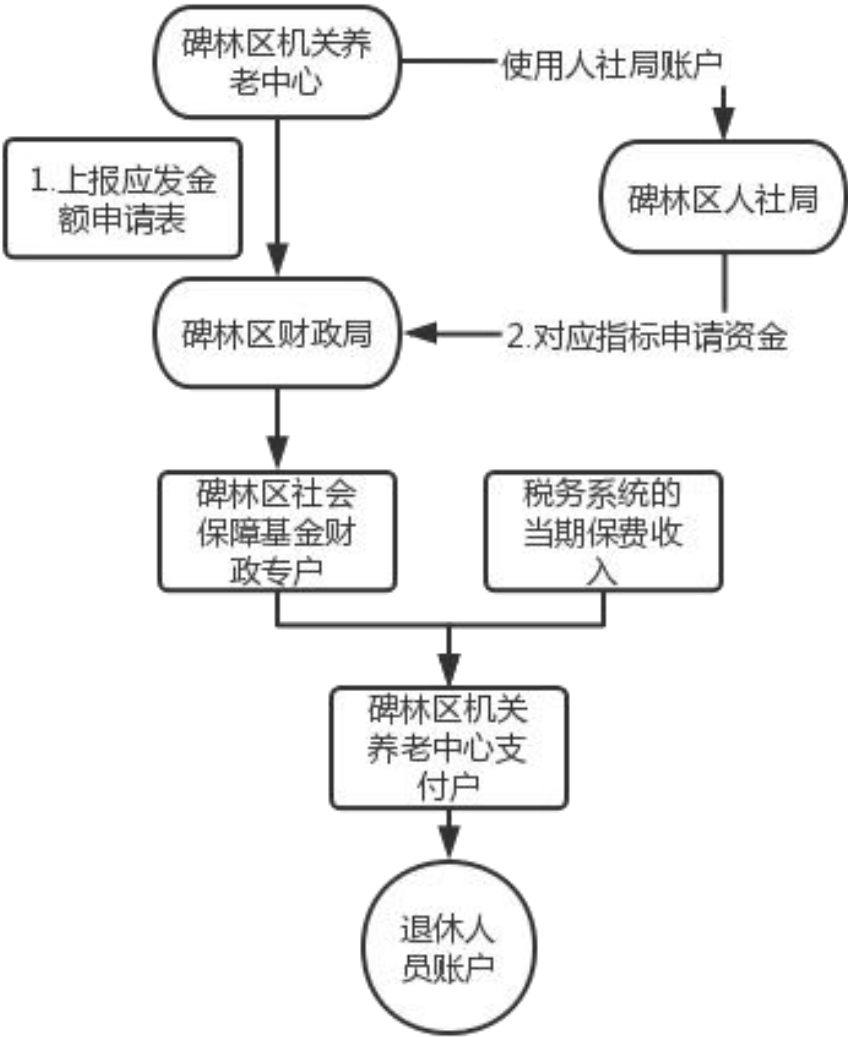 碑林区机关养
老中心
使用人社局账户
1.上报应发金
额申请表
碑林区人社局
碑林区财政局
2.对应指标申请资金
碑林区社会
保障基金财
政专户
税务系统的
当期保费收
入
碑林区机关
养老中心支
付户
退休人
员账户